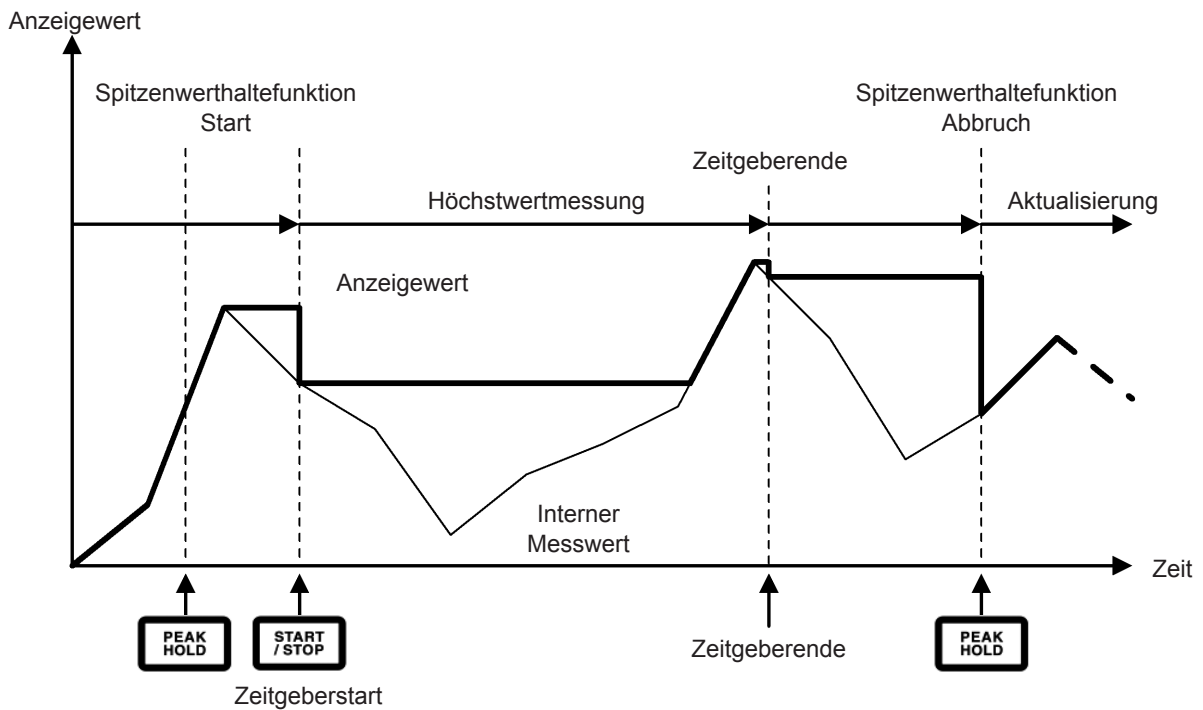 Anzeigewert
Spitzenwerthaltefunktion
Start
Spitzenwerthaltefunktion
Abbruch
Zeitgeberende
Höchstwertmessung
Aktualisierung
Anzeigewert
Interner
Messwert
Zeit
PEAK
HOLD
START
/ STOP
Zeitgeberstart
Zeitgeberende
PEAK
HOLD